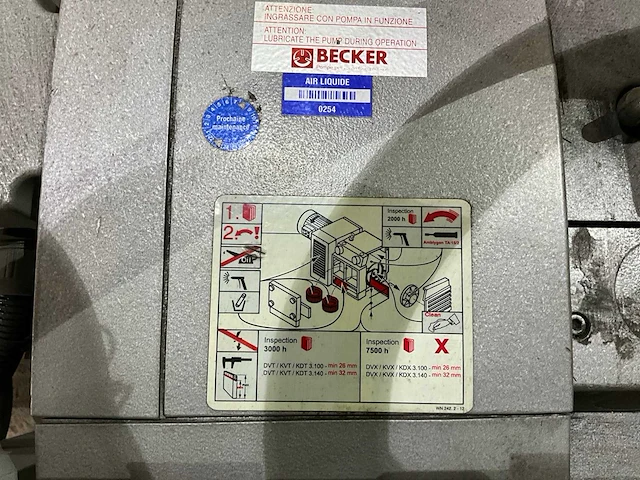 ATTENZIONE:
INGRASSARE CON POMPA IN FUNZIONE.
ATTENTION:
LUBRICATE THE PUMP DURING OPERATION
BECKER
AIR LIQUIDE
0254
Prochaine
maintenance
1.
2. !
Oil
Inspection
2000 h
Amblygon TA 15/2
Clean
Inspection
3000 h
DVT / KVT / KDT 3.100 - min 26 mm
DVT / KVT / KDT 3.140 - min 32 mm
Inspection
7500 h
X
DVX / KVX / KDX 3.100 - min 26 mm
DVX / KVX / KDX 3.140 - min 32 mm